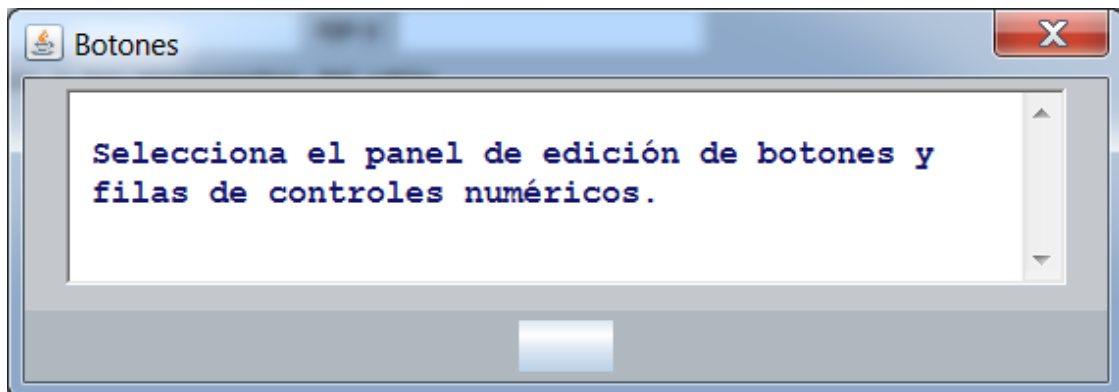 Botones
Selecciona el panel de edición de botones y
filas de controles numéricos.